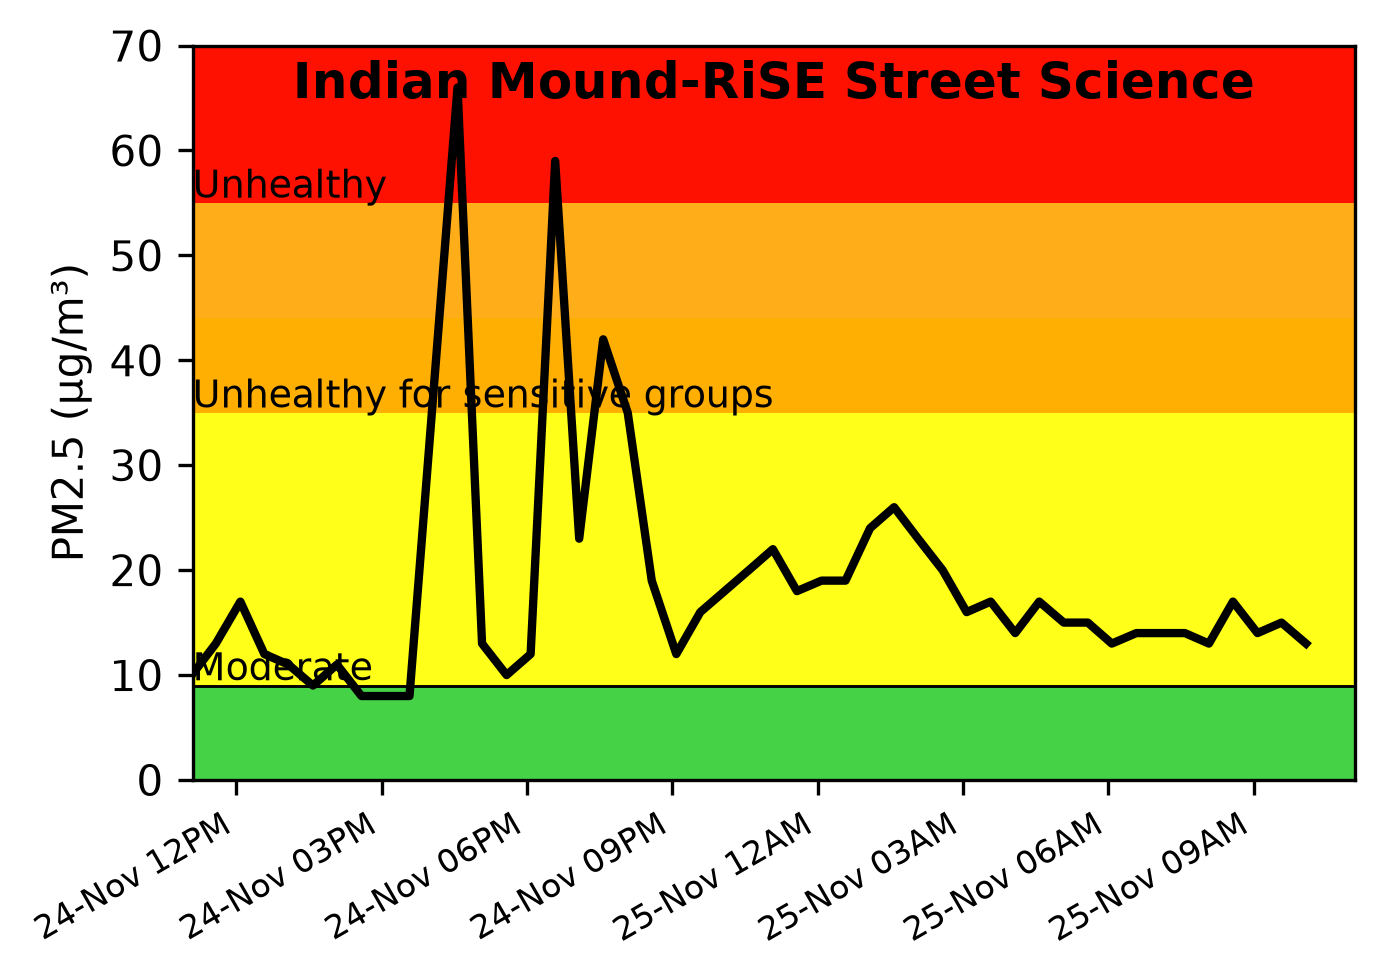 Indian Mound-RiSE Street Science
PM2.5 (µg/m³)
70
60
50
40
30
20
10
0
Unhealthy
Unhealthy for sensitive groups
Moderate
24-Nov 12PM
24-Nov 03PM
24-Nov 06PM
24-Nov 09PM
25-Nov 12AM
25-Nov 03AM
25-Nov 06AM
25-Nov 09AM